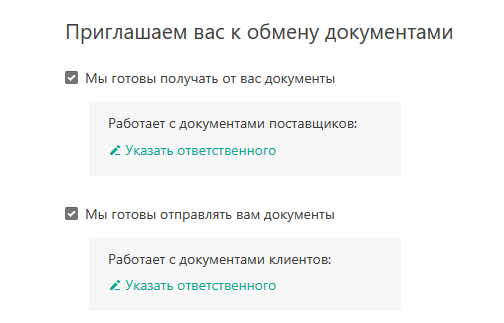 Приглашаем вас к обмену документами
Мы готовы получать от вас документы
Работает с документами поставщиков:
Указать ответственного
Мы готовы отправлять вам документы
Работает с документами клиентов:
Указать ответственного